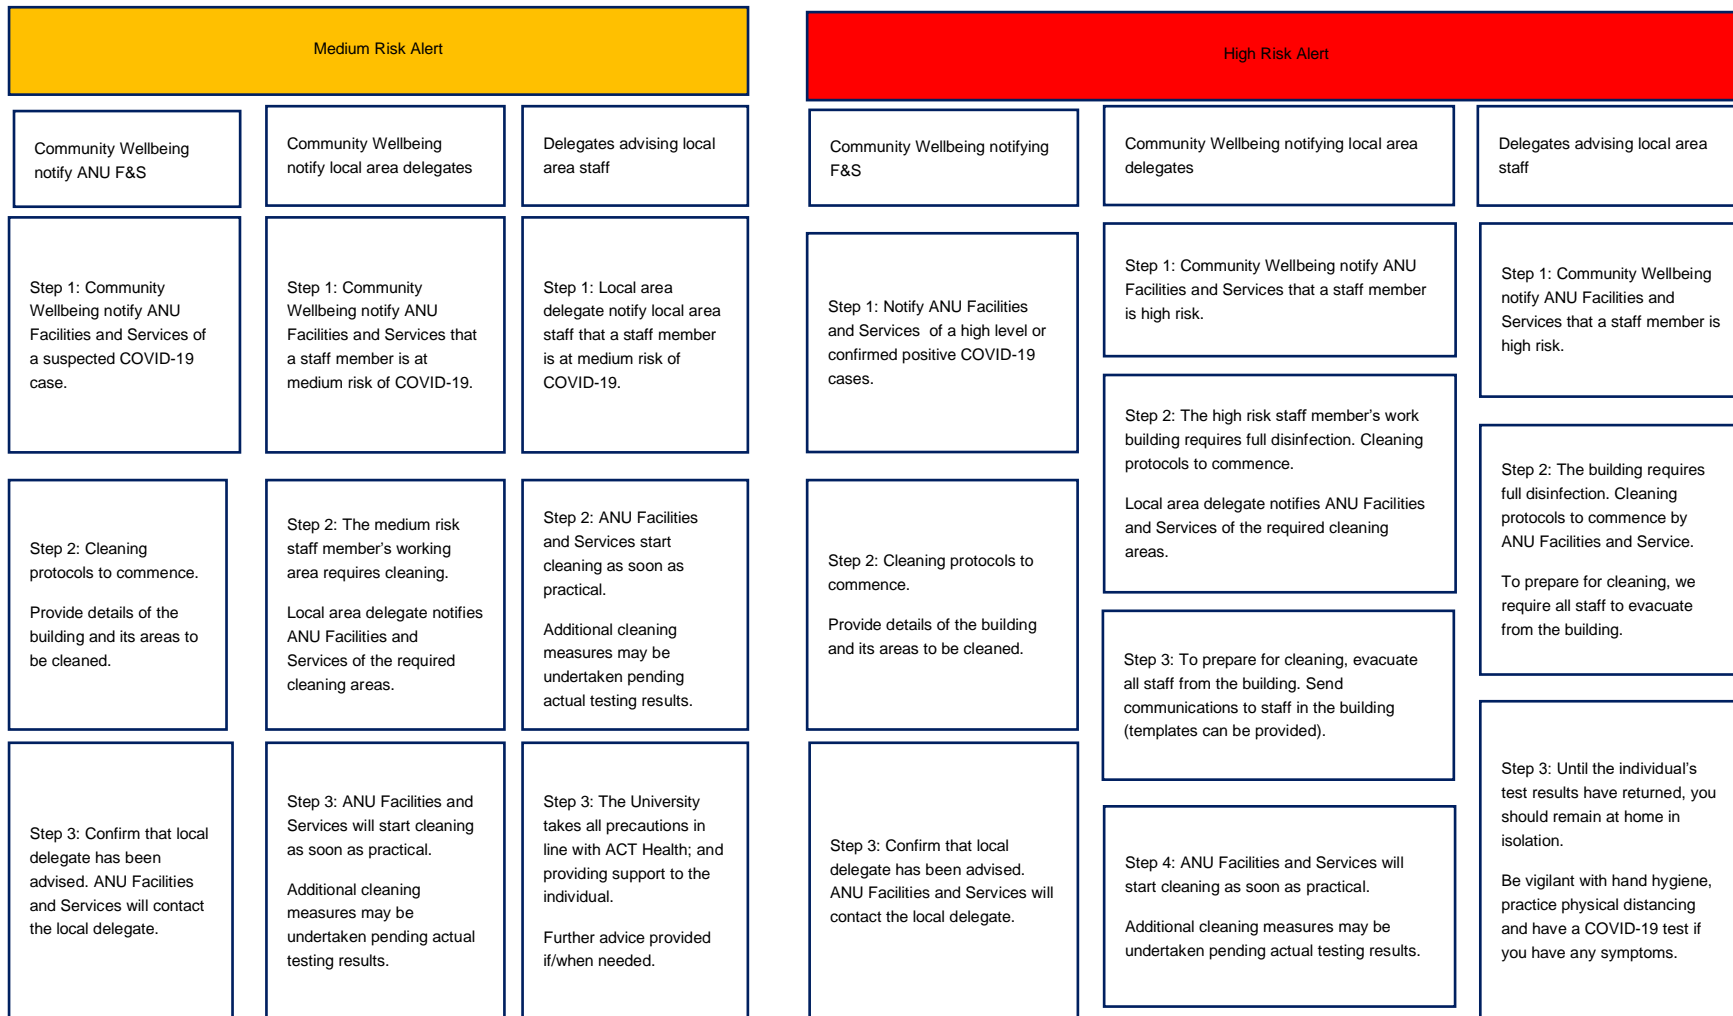 Medium Risk Alert
Community Wellbeing
notify ANU F&S
Step 1: Community
Wellbeing notify ANU
Facilities and Services of
a suspected COVID-19
case.
Step 2: Cleaning
protocols to commence.
Provide details of the
building and its areas to
be cleaned.
Step 3: Confirm that local
delegate has been
advised. ANU Facilities
and Services will contact
the local delegate.
Community Wellbeing
notify local area delegates
Step 1: Community
Wellbeing notify ANU
Facilities and Services that
a staff member is at
medium risk of COVID-19.
Step 2: The medium risk
staff member’s working
area requires cleaning.
Local area delegate notifies
ANU Facilities and
Services of the required
cleaning areas.
Step 3: ANU Facilities and
Services will start cleaning
as soon as practical.
Additional cleaning
measures may be
undertaken pending actual
testing results.
Delegates advising local
area staff
Step 1: Local area
delegate notify local area
staff that a staff member
is at medium risk of
COVID-19.
Step 2: ANU Facilities
and Services start
cleaning as soon as
practical.
Additional cleaning
measures may be
undertaken pending
actual testing results.
Step 3: The University
takes all precautions in
line with ACT Health; and
providing support to the
individual.
Further advice provided
if/when needed.
High Risk Alert
Community Wellbeing notifying
F&S
Step 1: Notify ANU Facilities
and Services  of a high level or
confirmed positive COVID-19
cases.
Step 2: Cleaning protocols to
commence.
Provide details of the building
and its areas to be cleaned.
Step 3: Confirm that local
delegate has been advised.
ANU Facilities and Services will
contact the local delegate.
Community Wellbeing notifying local area
delegates
Step 1: Community Wellbeing notify ANU
Facilities and Services that a staff member
is high risk.
Step 2: The high risk staff member’s work
building requires full disinfection. Cleaning
protocols to commence.
Local area delegate notifies ANU Facilities
and Services of the required cleaning
areas.
Step 3: To prepare for cleaning, evacuate
all staff from the building. Send
communications to staff in the building
(templates can be provided).
Step 4: ANU Facilities and Services will
start cleaning as soon as practical.
Additional cleaning measures may be
undertaken pending actual testing results.
Delegates advising local area
staff
Step 1: Community Wellbeing
notify ANU Facilities and
Services that a staff member is
high risk.
Step 2: The building requires
full disinfection. Cleaning
protocols to commence by
ANU Facilities and Service.
To prepare for cleaning, we
require all staff to evacuate
from the building.
Step 3: Until the individual’s
test results have returned, you
should remain at home in
isolation.
Be vigilant with hand hygiene,
practice physical distancing
and have a COVID-19 test if
you have any symptoms.